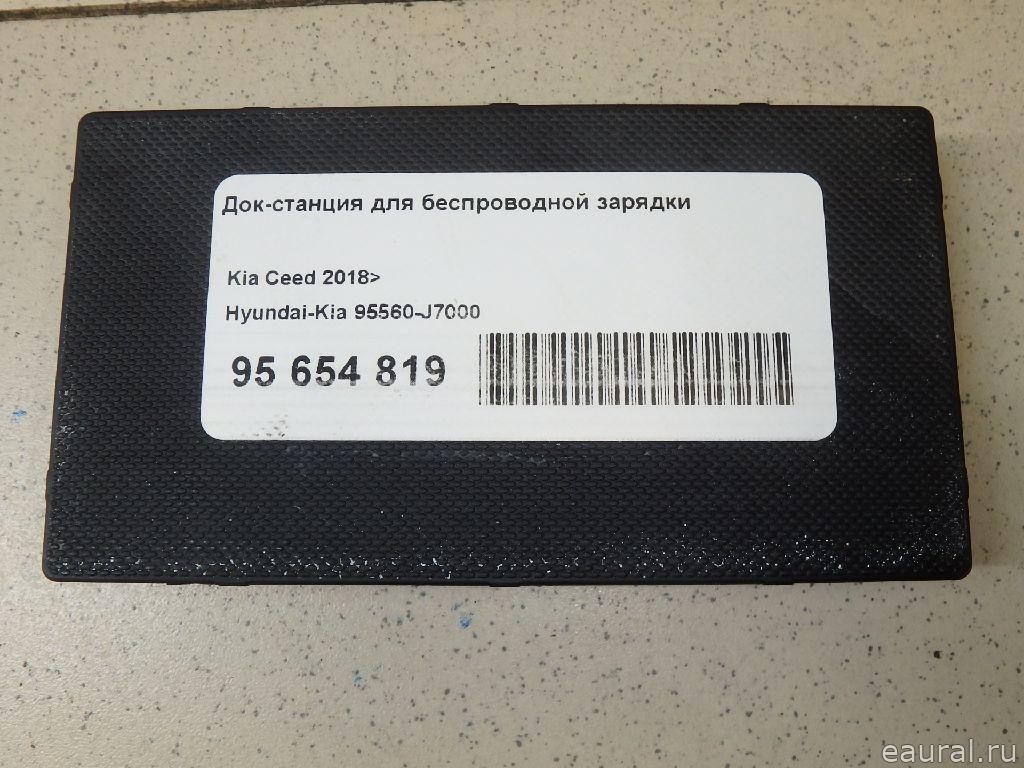 Док-станция для беспроводной зарядки
Kia Ceed 2018>
Hyundai-Kia 95560-J7000
95 654 819
eaural.ru